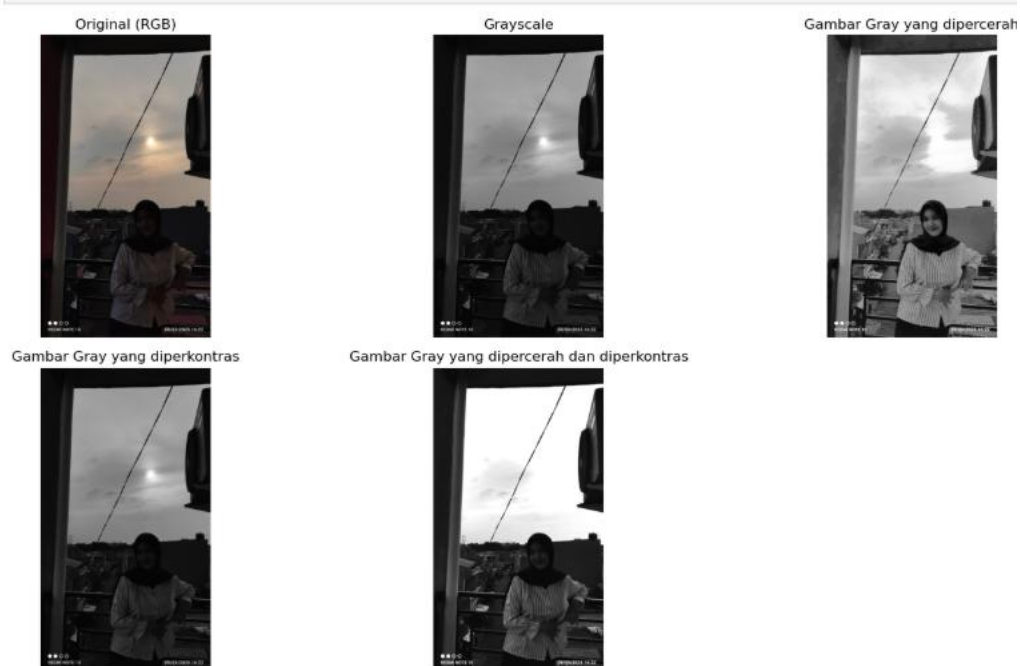 Original (RGB)
Grayscale
Gambar Gray yang dipercerah
Gambar Gray yang diperkontras
Gambar Gray yang dipercerah dan diperkontras